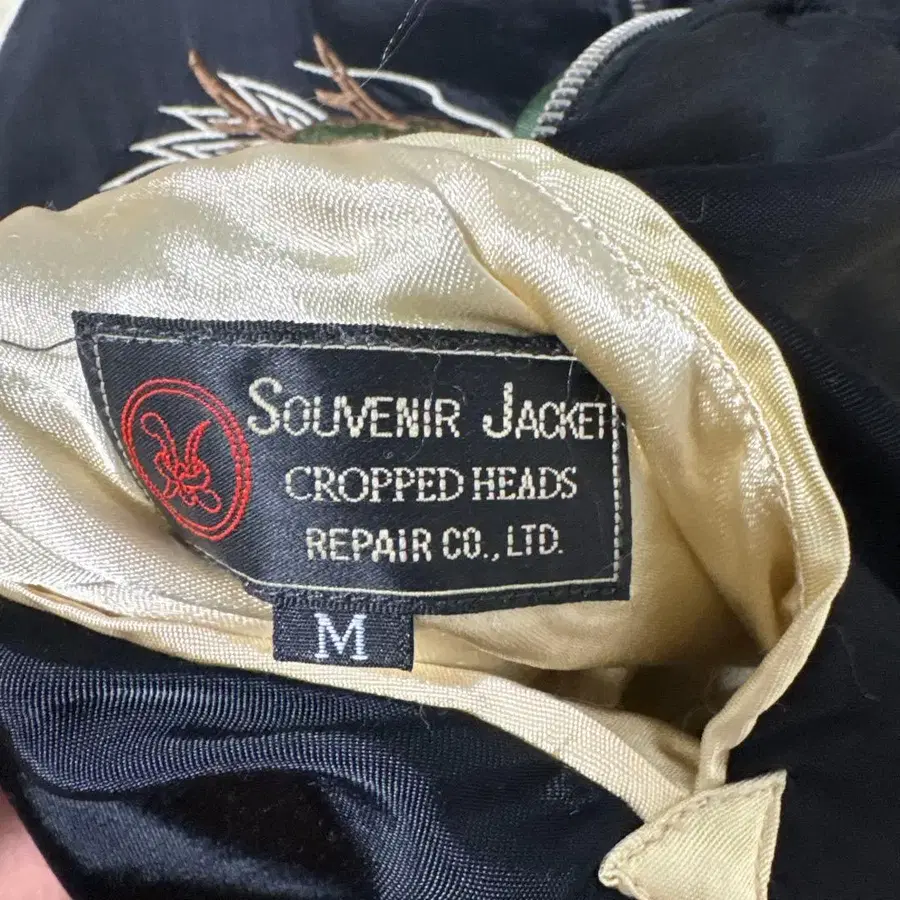 SOUVENIR JACKET
CROPPED HEADS
REPAIR CO., LTD.
M